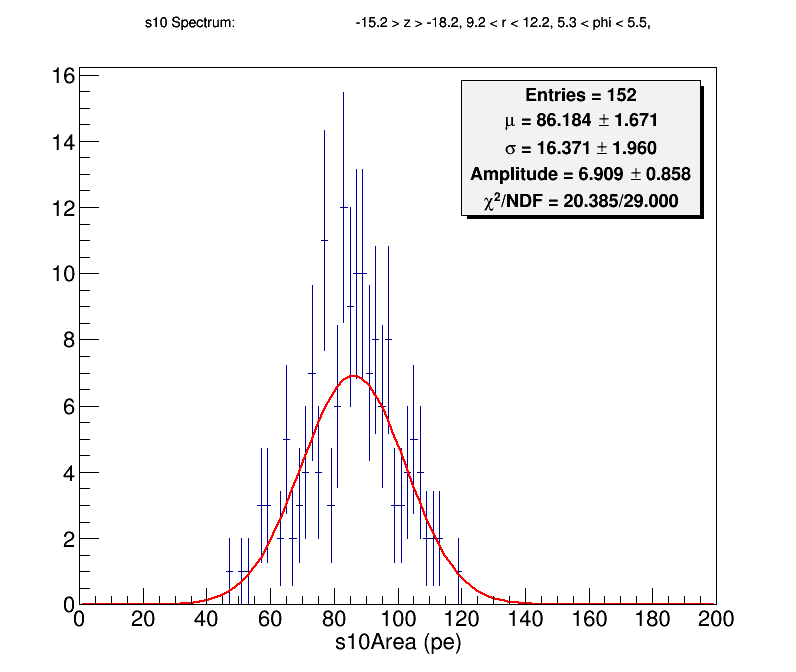 s10 Spectrum: -15.2 > z > -18.2, 9.2 < r < 12.2, 5.3 < phi < 5.5,
Entries = 152
μ = 86.184 ± 1.671
σ = 16.371 ± 1.960
Amplitude = 6.909 ± 0.858
χ²/NDF = 20.385/29.000
16
14
12
10
8
6
4
2
0
0 20 40 60 80 100 120 140 160 180 200
s10Area (pe)